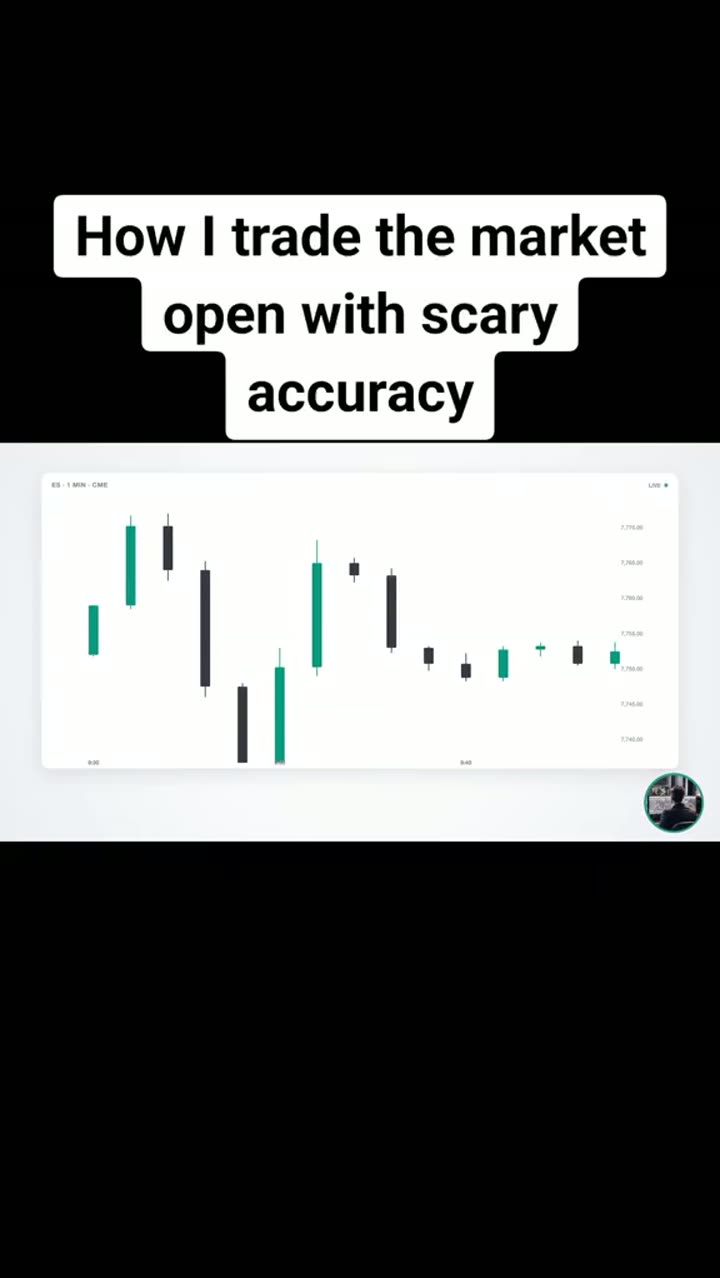 How I trade the market
open with scary
accuracy
ES · 1 MIN · CME
LIVE
7,770.00
7,765.00
7,760.00
7,755.00
7,750.00
7,745.00
7,740.00
9:30
9:40